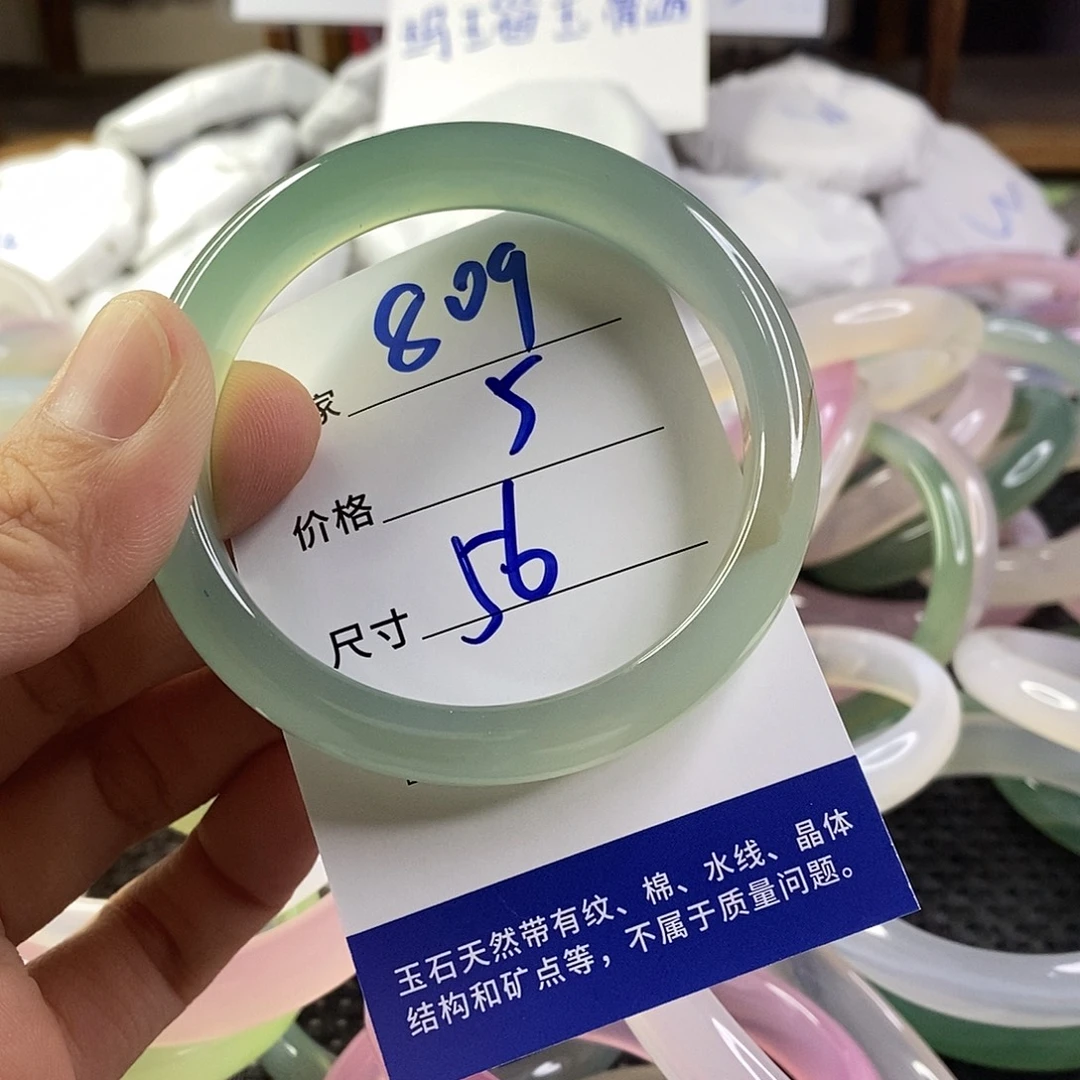 家 809
价格 5
尺寸 56
玉石天然带有纹、棉、水线、晶体
结构和矿点等，不属于质量问题。